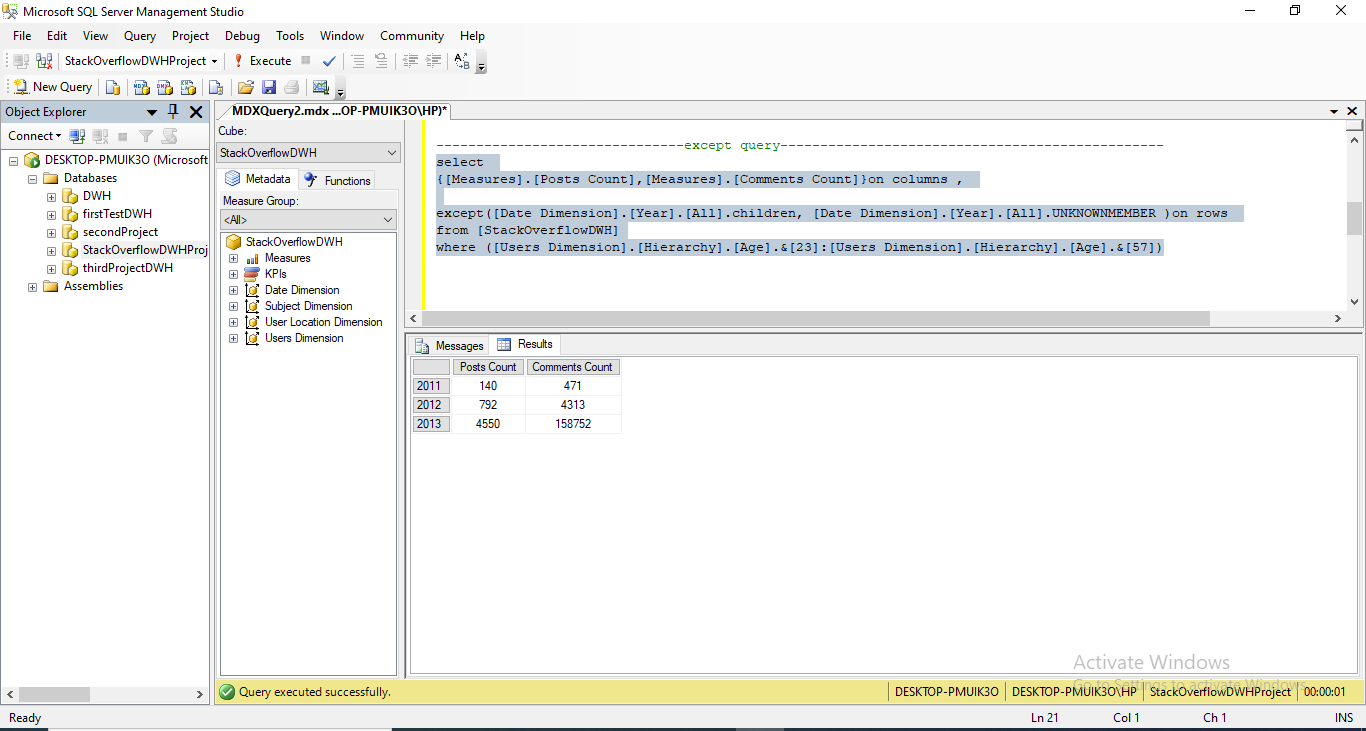 Microsoft SQL Server Management Studio
File Edit View Query Project Debug Tools Window Community Help
StackOverflowDWHProject Execute
New Query
Object Explorer
Connect
DESKTOP-PMUIK3O (Microsoft
Databases
DWH
firstTestDWH
secondProject
StackOverflowDWHProj
thirdProjectDWH
Assemblies
MDXQuery2.mdx ...OP-PMUIK3O\HP)*
Cube:
StackOverflowDWH
Metadata Functions
Measure Group:
<All>
StackOverflowDWH
Measures
KPIs
Date Dimension
Subject Dimension
User Location Dimension
Users Dimension
------------------------------except query----------------------------------------------
select
{[Measures].[Posts Count],[Measures].[Comments Count]}on columns ,
except([Date Dimension].[Year].[All].children, [Date Dimension].[Year].[All].UNKNOWNMEMBER )on rows
from [StackOverflowDWH]
where ([Users Dimension].[Hierarchy].[Age].&[23]:[Users Dimension].[Hierarchy].[Age].&[57])
Messages Results
Posts Count Comments Count
2011 140 471
2012 792 4313
2013 4550 158752
Activate Windows
Go to Settings to activate Windows.
Query executed successfully. DESKTOP-PMUIK3O DESKTOP-PMUIK3O\HP StackOverflowDWHProject 00:00:01
Ready Ln 21 Col 1 Ch 1 INS